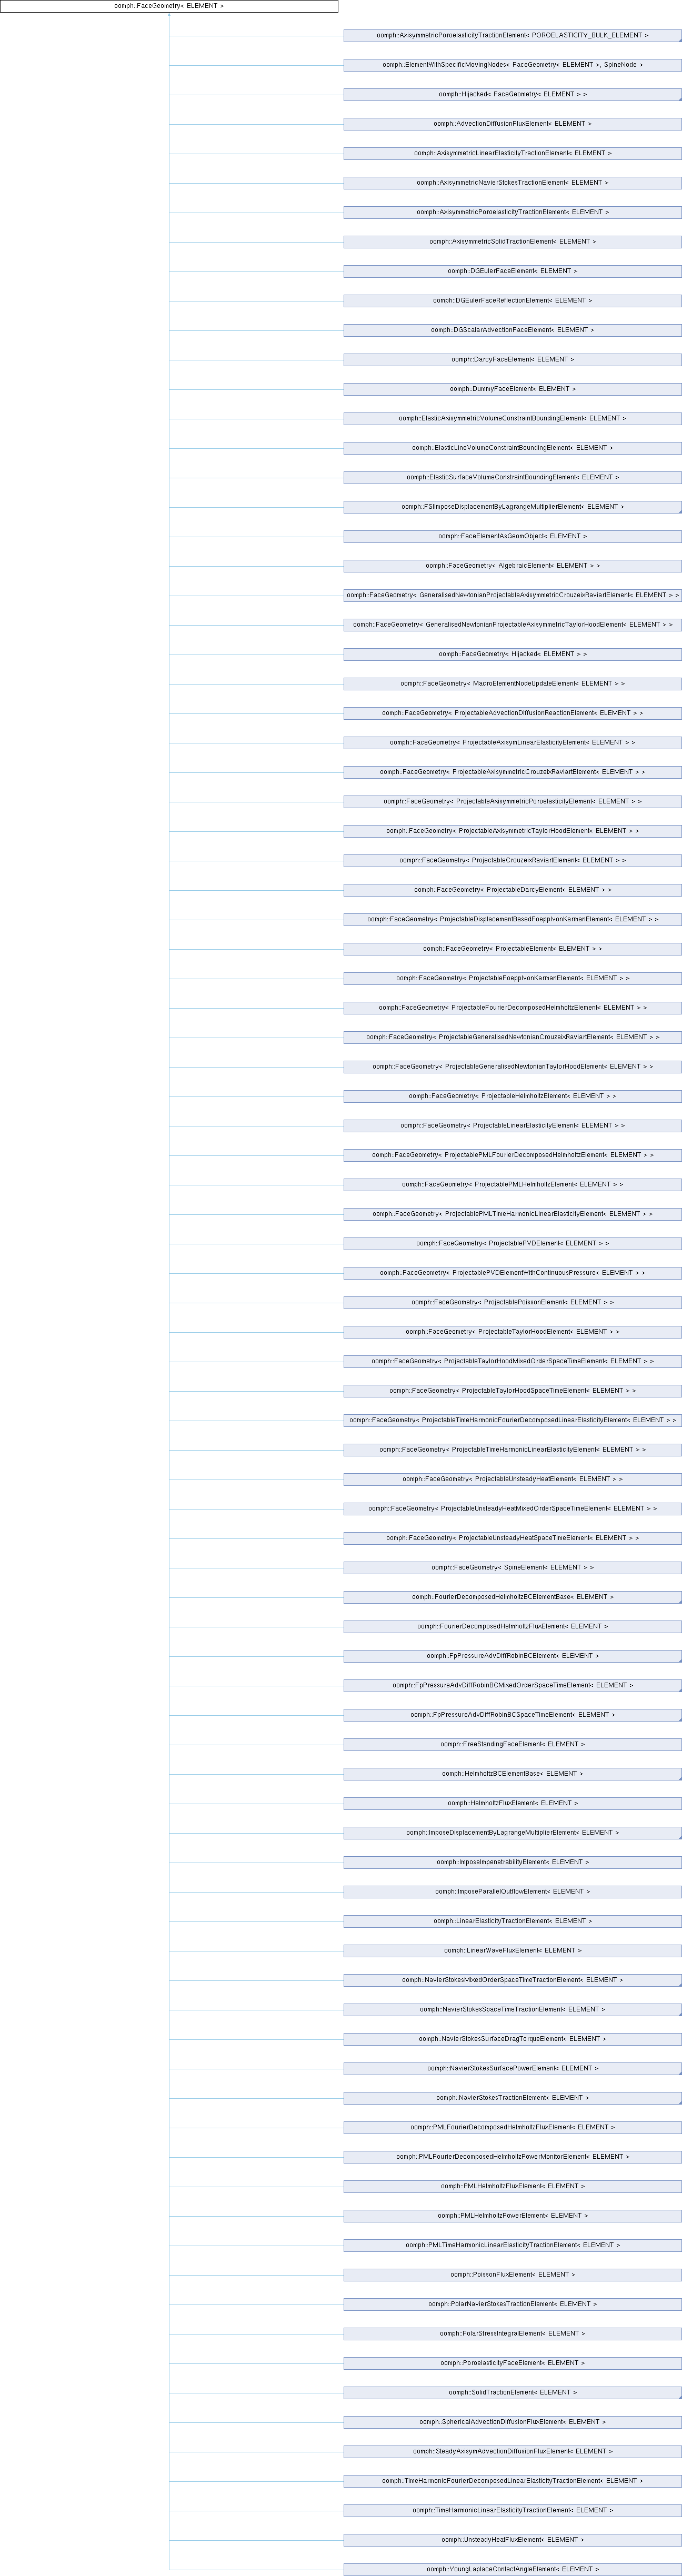 oomph::FaceGeometry< ELEMENT >
oomph::AxisymmetricPoroelasticityTractionElement< POROELASTICITY_BULK_ELEMENT >
oomph::ElementWithSpecificMovingNodes< FaceGeometry< ELEMENT >, SpineNode >
oomph::Hijacked< FaceGeometry< ELEMENT > >
oomph::AdvectionDiffusionFluxElement< ELEMENT >
oomph::AxisymmetricLinearElasticityTractionElement< ELEMENT >
oomph::AxisymmetricNavierStokesTractionElement< ELEMENT >
oomph::AxisymmetricPoroelasticityTractionElement< ELEMENT >
oomph::AxisymmetricSolidTractionElement< ELEMENT >
oomph::DGEulerFaceElement< ELEMENT >
oomph::DGEulerFaceReflectionElement< ELEMENT >
oomph::DGScalarAdvectionFaceElement< ELEMENT >
oomph::DarcyFaceElement< ELEMENT >
oomph::DummyFaceElement< ELEMENT >
oomph::ElasticAxisymmetricVolumeConstraintBoundingElement< ELEMENT >
oomph::ElasticLineVolumeConstraintBoundingElement< ELEMENT >
oomph::ElasticSurfaceVolumeConstraintBoundingElement< ELEMENT >
oomph::FSIImposeDisplacementByLagrangeMultiplierElement< ELEMENT >
oomph::FaceElementAsGeomObject< ELEMENT >
oomph::FaceGeometry< AlgebraicElement< ELEMENT > >
oomph::FaceGeometry< GeneralisedNewtonianProjectableAxisymmetricCrouzeixRaviartElement< ELEMENT > >
oomph::FaceGeometry< GeneralisedNewtonianProjectableAxisymmetricTaylorHoodElement< ELEMENT > >
oomph::FaceGeometry< Hijacked< ELEMENT > >
oomph::FaceGeometry< MacroElementNodeUpdateElement< ELEMENT > >
oomph::FaceGeometry< ProjectableAdvectionDiffusionReactionElement< ELEMENT > >
oomph::FaceGeometry< ProjectableAxisymLinearElasticityElement< ELEMENT > >
oomph::FaceGeometry< ProjectableAxisymmetricCrouzeixRaviartElement< ELEMENT > >
oomph::FaceGeometry< ProjectableAxisymmetricPoroelasticityElement< ELEMENT > >
oomph::FaceGeometry< ProjectableAxisymmetricTaylorHoodElement< ELEMENT > >
oomph::FaceGeometry< ProjectableCrouzeixRaviartElement< ELEMENT > >
oomph::FaceGeometry< ProjectableDarcyElement< ELEMENT > >
oomph::FaceGeometry< ProjectableDisplacementBasedFoepplvonKarmanElement< ELEMENT > >
oomph::FaceGeometry< ProjectableElement< ELEMENT > >
oomph::FaceGeometry< ProjectableFoepplvonKarmanElement< ELEMENT > >
oomph::FaceGeometry< ProjectableFourierDecomposedHelmholtzElement< ELEMENT > >
oomph::FaceGeometry< ProjectableGeneralisedNewtonianCrouzeixRaviartElement< ELEMENT > >
oomph::FaceGeometry< ProjectableGeneralisedNewtonianTaylorHoodElement< ELEMENT > >
oomph::FaceGeometry< ProjectableHelmholtzElement< ELEMENT > >
oomph::FaceGeometry< ProjectableLinearElasticityElement< ELEMENT > >
oomph::FaceGeometry< ProjectablePMLFourierDecomposedHelmholtzElement< ELEMENT > >
oomph::FaceGeometry< ProjectablePMLHelmholtzElement< ELEMENT > >
oomph::FaceGeometry< ProjectablePMLTimeHarmonicLinearElasticityElement< ELEMENT > >
oomph::FaceGeometry< ProjectablePVDElement< ELEMENT > >
oomph::FaceGeometry< ProjectablePVDElementWithContinuousPressure< ELEMENT > >
oomph::FaceGeometry< ProjectablePoissonElement< ELEMENT > >
oomph::FaceGeometry< ProjectableTaylorHoodElement< ELEMENT > >
oomph::FaceGeometry< ProjectableTaylorHoodMixedOrderSpaceTimeElement< ELEMENT > >
oomph::FaceGeometry< ProjectableTaylorHoodSpaceTimeElement< ELEMENT > >
oomph::FaceGeometry< ProjectableTimeHarmonicFourierDecomposedLinearElasticityElement< ELEMENT > >
oomph::FaceGeometry< ProjectableTimeHarmonicLinearElasticityElement< ELEMENT > >
oomph::FaceGeometry< ProjectableUnsteadyHeatElement< ELEMENT > >
oomph::FaceGeometry< ProjectableUnsteadyHeatMixedOrderSpaceTimeElement< ELEMENT > >
oomph::FaceGeometry< ProjectableUnsteadyHeatSpaceTimeElement< ELEMENT > >
oomph::FaceGeometry< SpineElement< ELEMENT > >
oomph::FourierDecomposedHelmholtzBCElementBase< ELEMENT >
oomph::FourierDecomposedHelmholtzFluxElement< ELEMENT >
oomph::FpPressureAdvDiffRobinBCElement< ELEMENT >
oomph::FpPressureAdvDiffRobinBCMixedOrderSpaceTimeElement< ELEMENT >
oomph::FpPressureAdvDiffRobinBCSpaceTimeElement< ELEMENT >
oomph::FreeStandingFaceElement< ELEMENT >
oomph::HelmholtzBCElementBase< ELEMENT >
oomph::HelmholtzFluxElement< ELEMENT >
oomph::ImposeDisplacementByLagrangeMultiplierElement< ELEMENT >
oomph::ImposeImpenetrabilityElement< ELEMENT >
oomph::ImposeParallelOutflowElement< ELEMENT >
oomph::LinearElasticityTractionElement< ELEMENT >
oomph::LinearWaveFluxElement< ELEMENT >
oomph::NavierStokesMixedOrderSpaceTimeTractionElement< ELEMENT >
oomph::NavierStokesSpaceTimeTractionElement< ELEMENT >
oomph::NavierStokesSurfaceDragTorqueElement< ELEMENT >
oomph::NavierStokesSurfacePowerElement< ELEMENT >
oomph::NavierStokesTractionElement< ELEMENT >
oomph::PMLFourierDecomposedHelmholtzFluxElement< ELEMENT >
oomph::PMLFourierDecomposedHelmholtzPowerMonitorElement< ELEMENT >
oomph::PMLHelmholtzFluxElement< ELEMENT >
oomph::PMLHelmholtzPowerElement< ELEMENT >
oomph::PMLTimeHarmonicLinearElasticityTractionElement< ELEMENT >
oomph::PoissonFluxElement< ELEMENT >
oomph::PolarNavierStokesTractionElement< ELEMENT >
oomph::PolarStressIntegralElement< ELEMENT >
oomph::PoroelasticityFaceElement< ELEMENT >
oomph::SolidTractionElement< ELEMENT >
oomph::SphericalAdvectionDiffusionFluxElement< ELEMENT >
oomph::SteadyAxisymAdvectionDiffusionFluxElement< ELEMENT >
oomph::TimeHarmonicFourierDecomposedLinearElasticityTractionElement< ELEMENT >
oomph::TimeHarmonicLinearElasticityTractionElement< ELEMENT >
oomph::UnsteadyHeatFluxElement< ELEMENT >
oomph::YoungLaplaceContactAngleElement< ELEMENT >